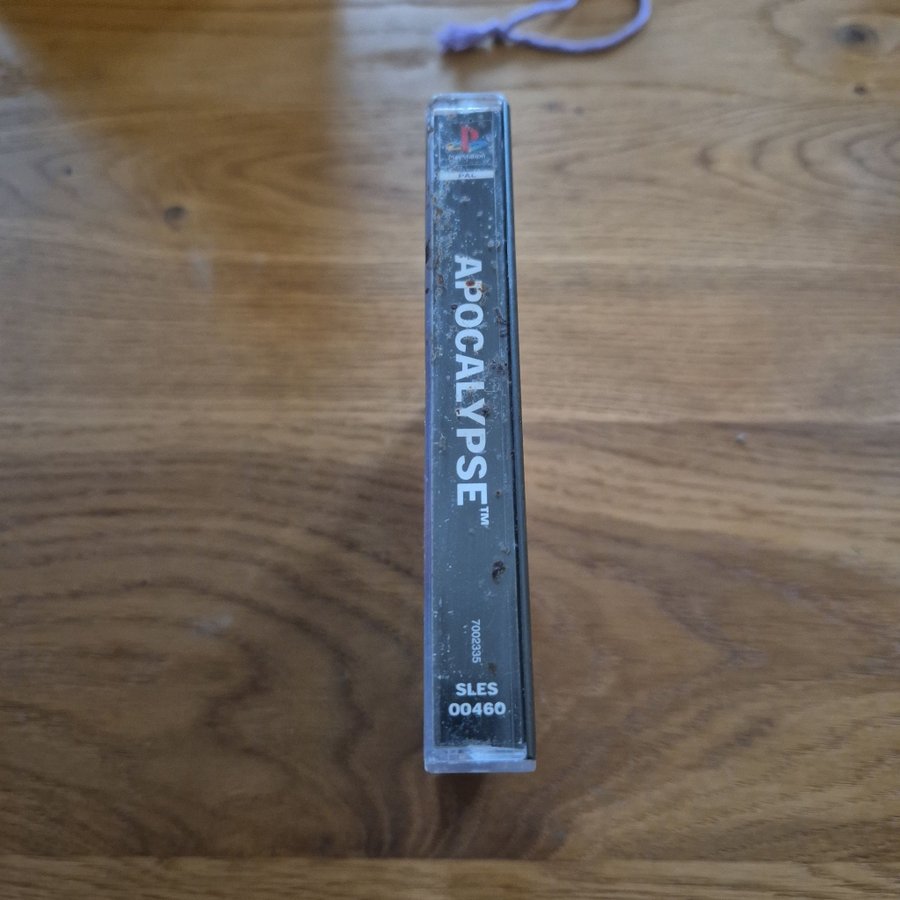 PlayStation
PAL
APOCALYPSE™
7002335
SLES
00460